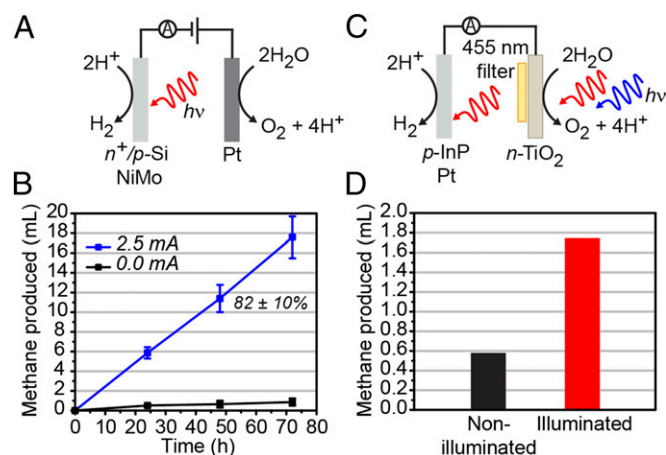 A
A
2H⁺
2H₂O
hν
H₂
O₂ + 4H⁺
n⁺/p-Si
NiMo
Pt
B
Methane produced (mL)
20
18
16
14
12
10
8
6
4
2
0
2.5 mA
0.0 mA
82 ± 10%
0 10 20 30 40 50 60 70 80
Time (h)
C
A
455 nm
filter
2H⁺
2H₂O
hν
H₂
O₂ + 4H⁺
p-InP
Pt
n-TiO₂
D
Methane produced (mL)
2.0
1.8
1.6
1.4
1.2
1.0
0.8
0.6
0.4
0.2
0.0
Non-
illuminated
Illuminated